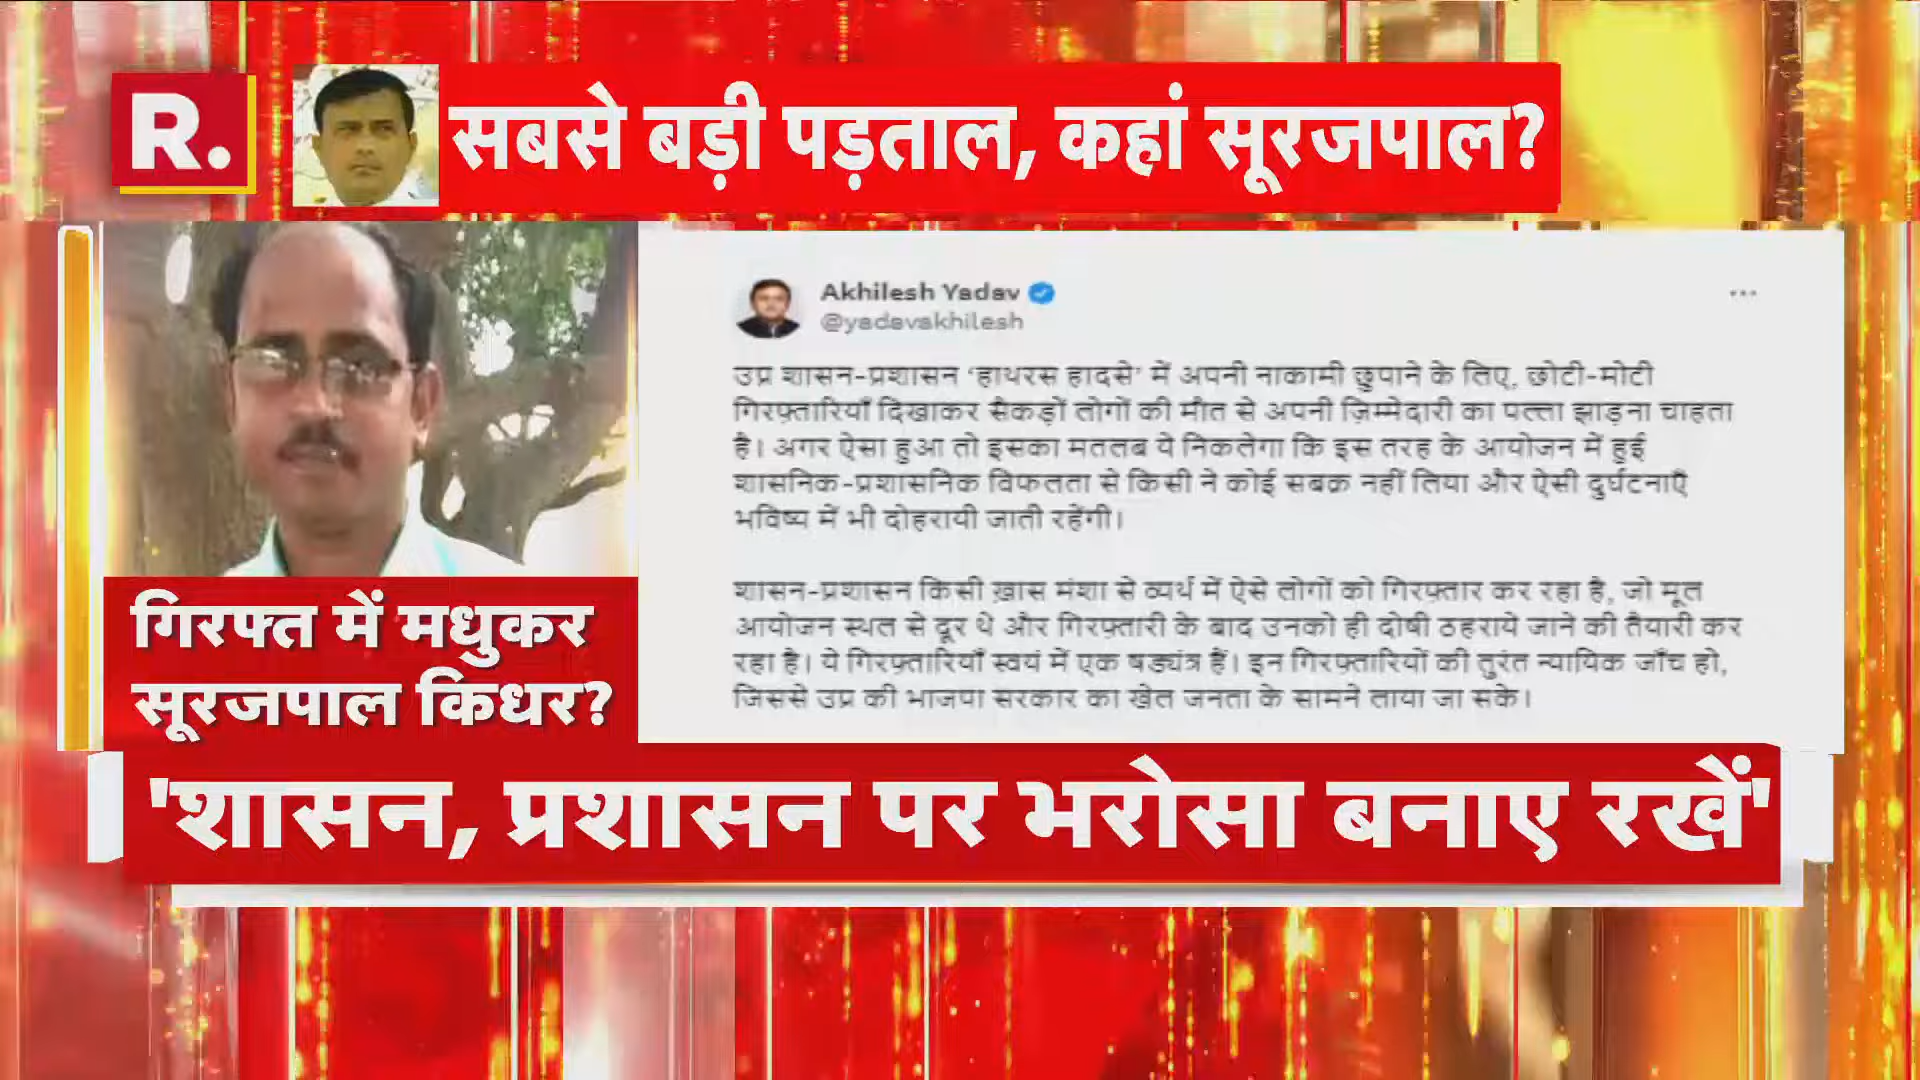 R.
सबसे बड़ी पड़ताल, कहां सूरजपाल?
Akhilesh Yadav
@yadavakhilesh
उप्र शासन-प्रशासन ‘हाथरस हादसे’ में अपनी नाकामी छुपाने के लिए, छोटी-मोटी
गिरफ़्तारियाँ दिखाकर सैकड़ों लोगों की मौत से अपनी ज़िम्मेदारी का पल्ला झाड़ना चाहता
है। अगर ऐसा हुआ तो इसका मतलब ये निकलेगा कि इस तरह के आयोजन में हुई
शासनिक-प्रशासनिक विफलता से किसी ने कोई सबक़ नहीं लिया और ऐसी दुर्घटनाएँ
भविष्य में भी दोहरायी जाती रहेंगी।
शासन-प्रशासन किसी ख़ास मंशा से व्यर्थ में ऐसे लोगों को गिरफ़्तार कर रहा है, जो मूल
आयोजन स्थल से दूर थे और गिरफ़्तारी के बाद उनको ही दोषी ठहराये जाने की तैयारी कर
रहा है। ये गिरफ़्तारियाँ स्वयं में एक षड्यंत्र हैं। इन गिरफ़्तारियों की तुरंत न्यायिक जाँच हो,
जिससे उप्र की भाजपा सरकार का खेल जनता के सामने लाया जा सके।
गिरफ्त में मधुकर
सूरजपाल किधर?
'शासन, प्रशासन पर भरोसा बनाए रखें'